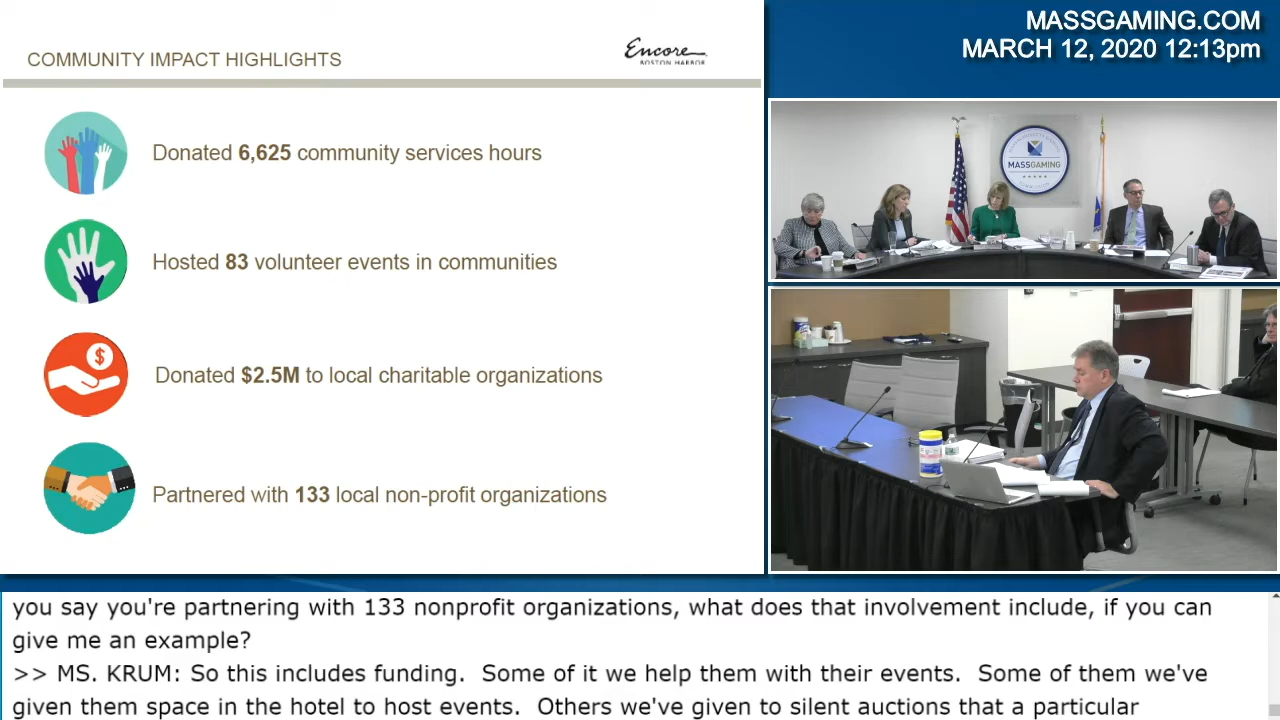 MASSGAMING.COM
MARCH 12, 2020 12:13pm
COMMUNITY IMPACT HIGHLIGHTS
Encore
BOSTON HARBOR
Donated 6,625 community services hours
Hosted 83 volunteer events in communities
Donated $2.5M to local charitable organizations
Partnered with 133 local non-profit organizations
MASSGAMING
you say you're partnering with 133 nonprofit organizations, what does that involvement include, if you can
give me an example?
>> MS. KRUM: So this includes funding. Some of it we help them with their events. Some of them we've
given them space in the hotel to host events. Others we've given to silent auctions that a particular